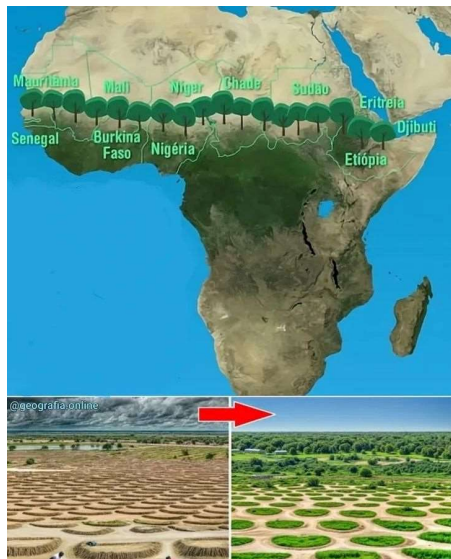 Mauritânia
Mali
Níger
Chade
Sudão
Eritreia
Djibuti
Senegal
Burkina
Faso
Nigéria
Etiópia
@geografia.online